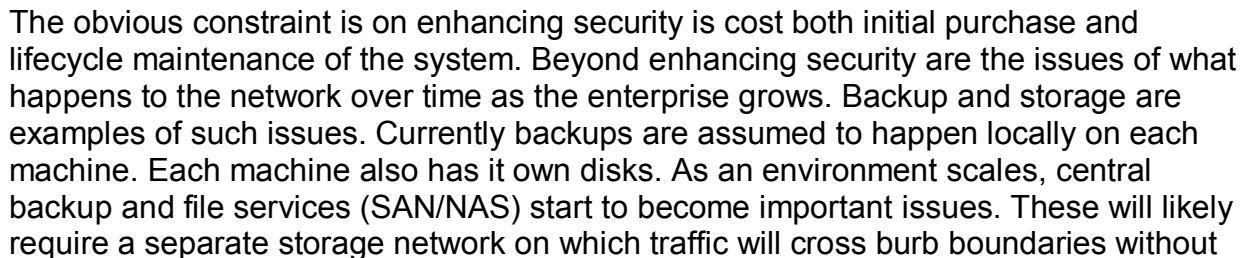 The obvious constraint is on enhancing security is cost both initial purchase and
lifecycle maintenance of the system. Beyond enhancing security are the issues of what
happens to the network over time as the enterprise grows. Backup and storage are
examples of such issues. Currently backups are assumed to happen locally on each
machine. Each machine also has it own disks. As an environment scales, central
backup and file services (SAN/NAS) start to become important issues. These will likely
require a separate storage network on which traffic will cross burb boundaries without